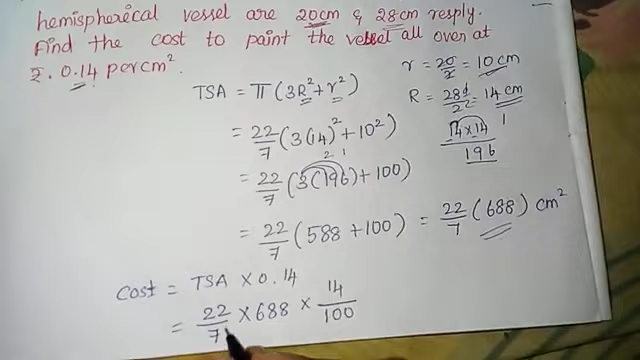 hemispherical vessel are 20cm & 28cm resply.
Find the cost to paint the vessel all over at
₹. 0.14 per cm².
r = 20/2 = 10 cm
TSA = π(3R²+r²)
R = 28/2 = 14 cm
= 22/7 (3(14)²+10²)
14×14
196
= 22/7 (3(196)+100)
= 22/7 (588+100) = 22/7 (688) cm²
Cost = TSA × 0.14
= 22/7 × 688 × 14/100